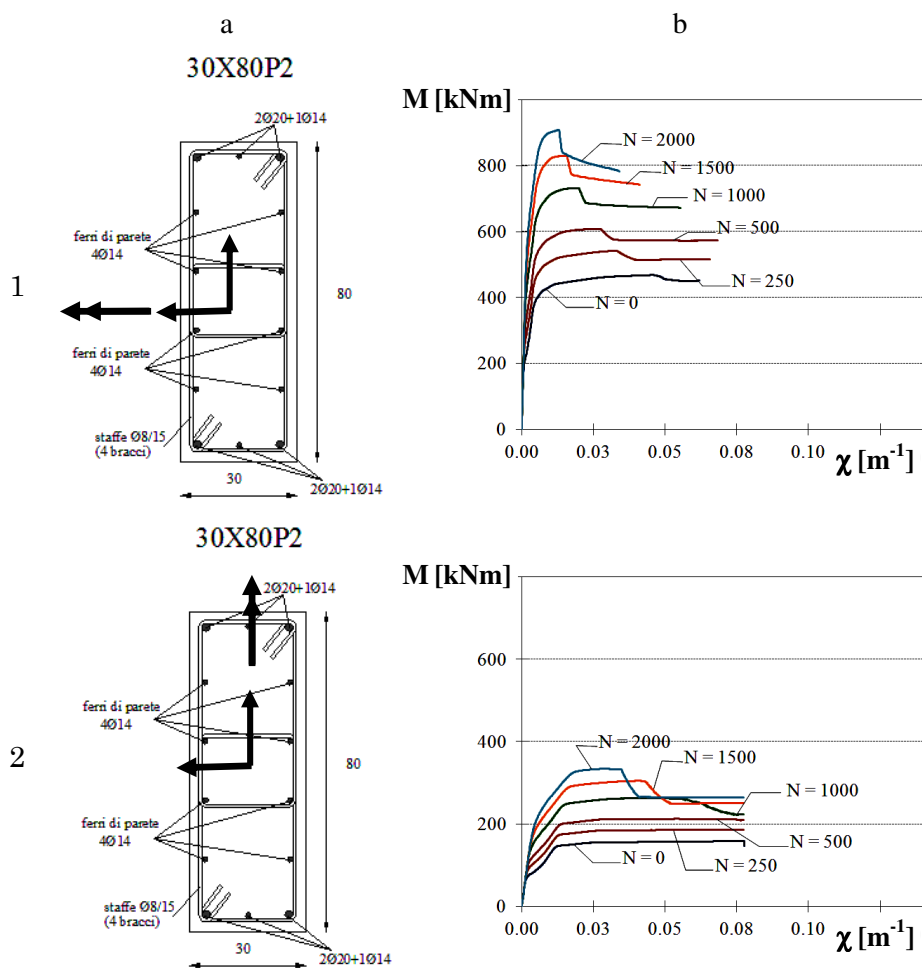 a
b
30X80P2
2Ø20+1Ø14
ferri di parete
4Ø14
1
80
ferri di parete
4Ø14
staffe Ø8/15
(4 bracci)
30
2Ø20+1Ø14
M [kNm]
N = 2000
800
N = 1500
N = 1000
600
N = 500
N = 250
400
N = 0
200
0
0.00 0.03 0.05 0.08 0.10
χ [m⁻¹]
30X80P2
2Ø20+1Ø14
ferri di parete
4Ø14
2
80
ferri di parete
4Ø14
staffe Ø8/15
(4 bracci)
30
2Ø20+1Ø14
M [kNm]
600
N = 2000
N = 1500
400
N = 1000
200
N = 500
N = 0
N = 250
0
0.00 0.03 0.05 0.08 0.10
χ [m⁻¹]